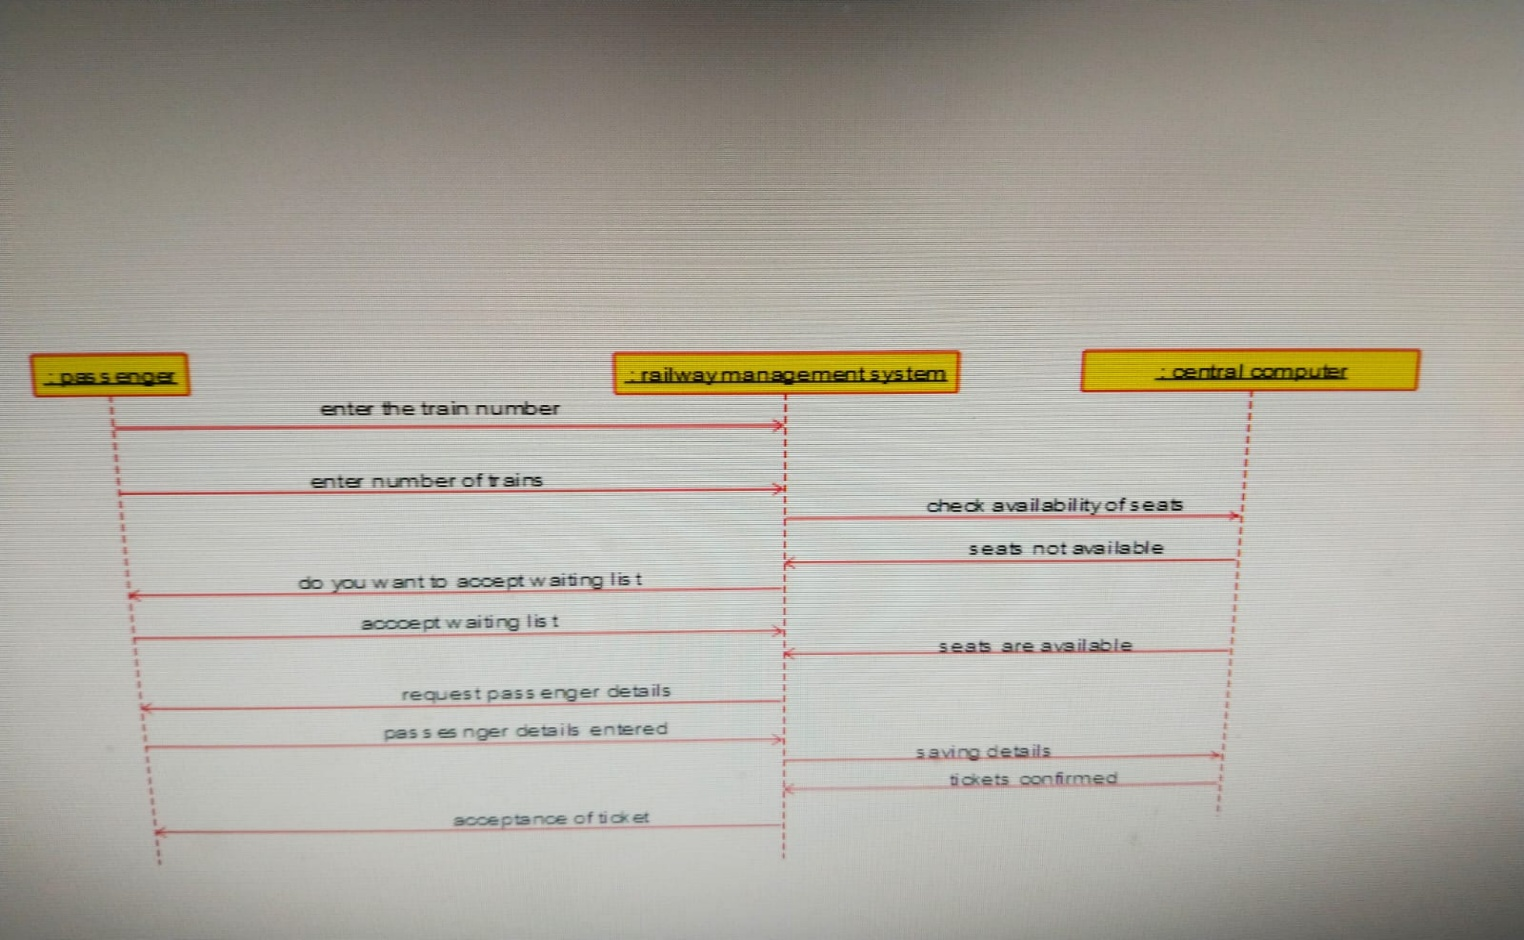 : passenger
: railway management system
: central computer
enter the train number
enter number of trains
check availability of seats
seats not available
do you want to accept waiting list
acccept waiting list
seats are available
request passenger details
passesnger details entered
saving details
tickets confirmed
acceptance of ticket